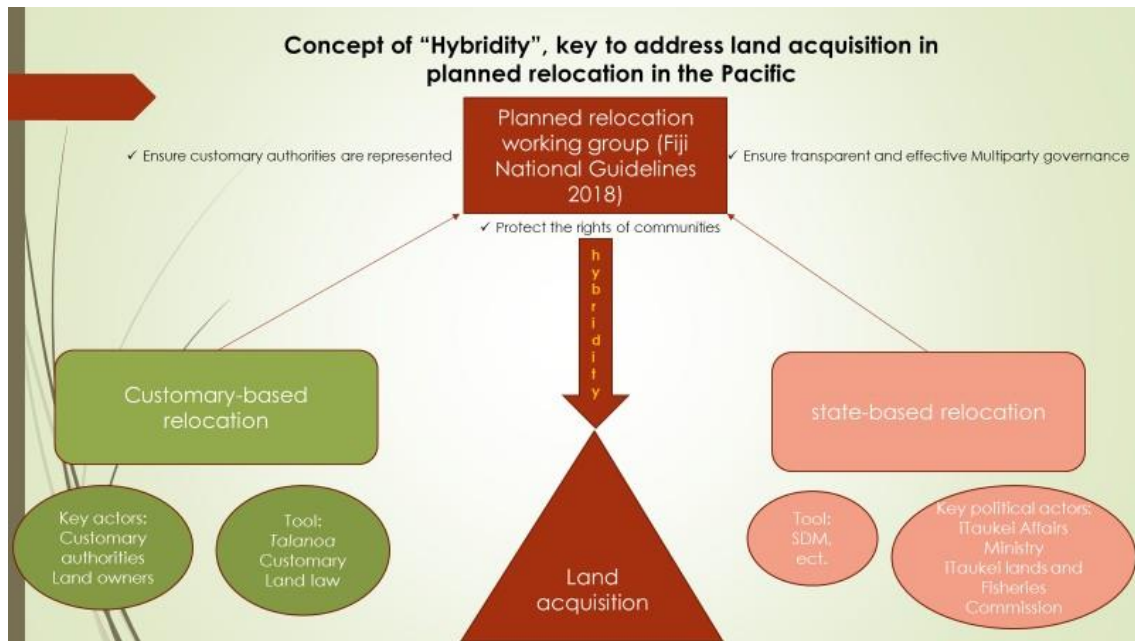 Concept of “Hybridity”, key to address land acquisition in
planned relocation in the Pacific
Planned relocation
working group (Fiji
National Guidelines
2018)
✓ Ensure customary authorities are represented
✓ Ensure transparent and effective Multiparty governance
✓ Protect the rights of communities
hybridity
Customary-based
relocation
state-based relocation
Key actors:
Customary
authorities
Land owners
Tool:
Talanoa
Customary
Land law
Tool:
SDM,
ect.
Key political actors:
iTaukei Affairs
Ministry
iTaukei lands and
Fisheries
Commission
Land
acquisition